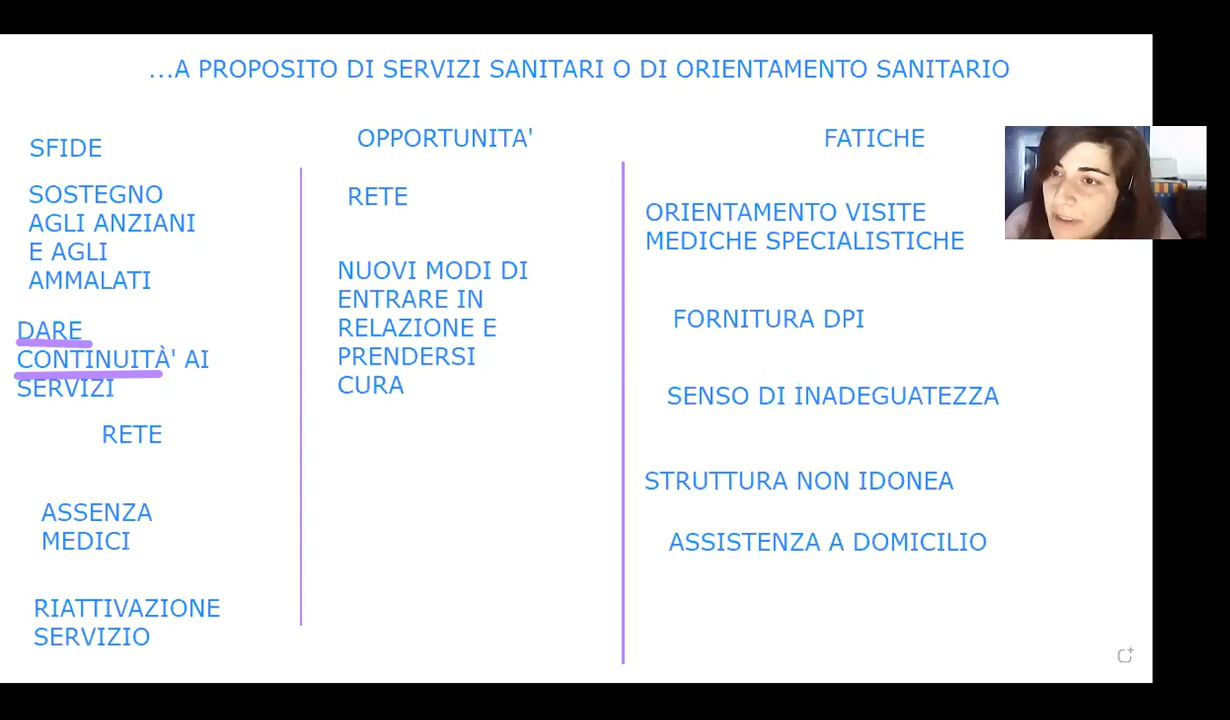 ...A PROPOSITO DI SERVIZI SANITARI O DI ORIENTAMENTO SANITARIO
SFIDE
SOSTEGNO
AGLI ANZIANI
E AGLI
AMMALATI
DARE
CONTINUITÀ' AI
SERVIZI
RETE
ASSENZA
MEDICI
RIATTIVAZIONE
SERVIZIO
OPPORTUNITA'
RETE
NUOVI MODI DI
ENTRARE IN
RELAZIONE E
PRENDERSI
CURA
FATICHE
ORIENTAMENTO VISITE
MEDICHE SPECIALISTICHE
FORNITURA DPI
SENSO DI INADEGUATEZZA
STRUTTURA NON IDONEA
ASSISTENZA A DOMICILIO